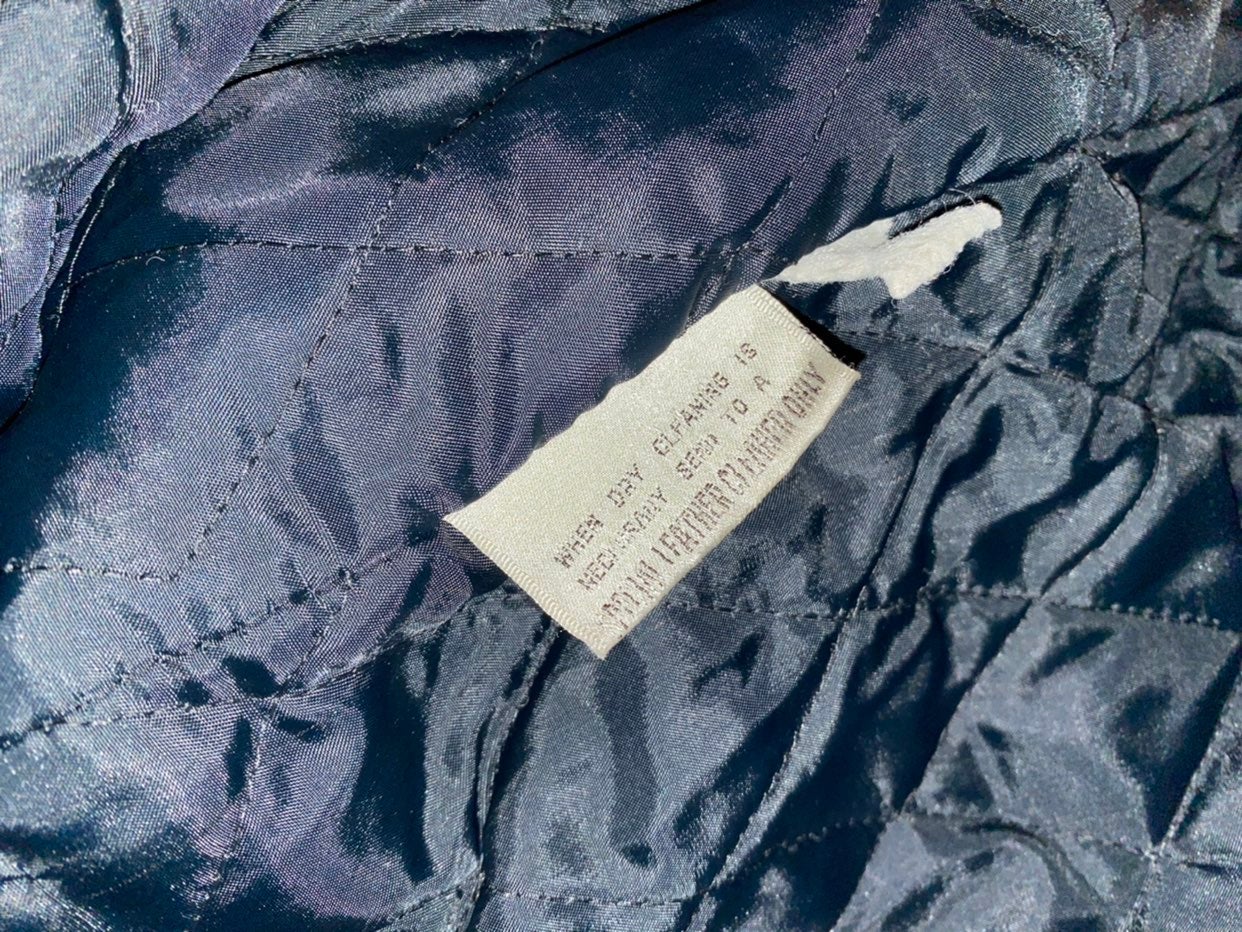 WHEN DRY CLEANING IS
NECESSARY SEND TO A
LEATHER CLEANER ONLY